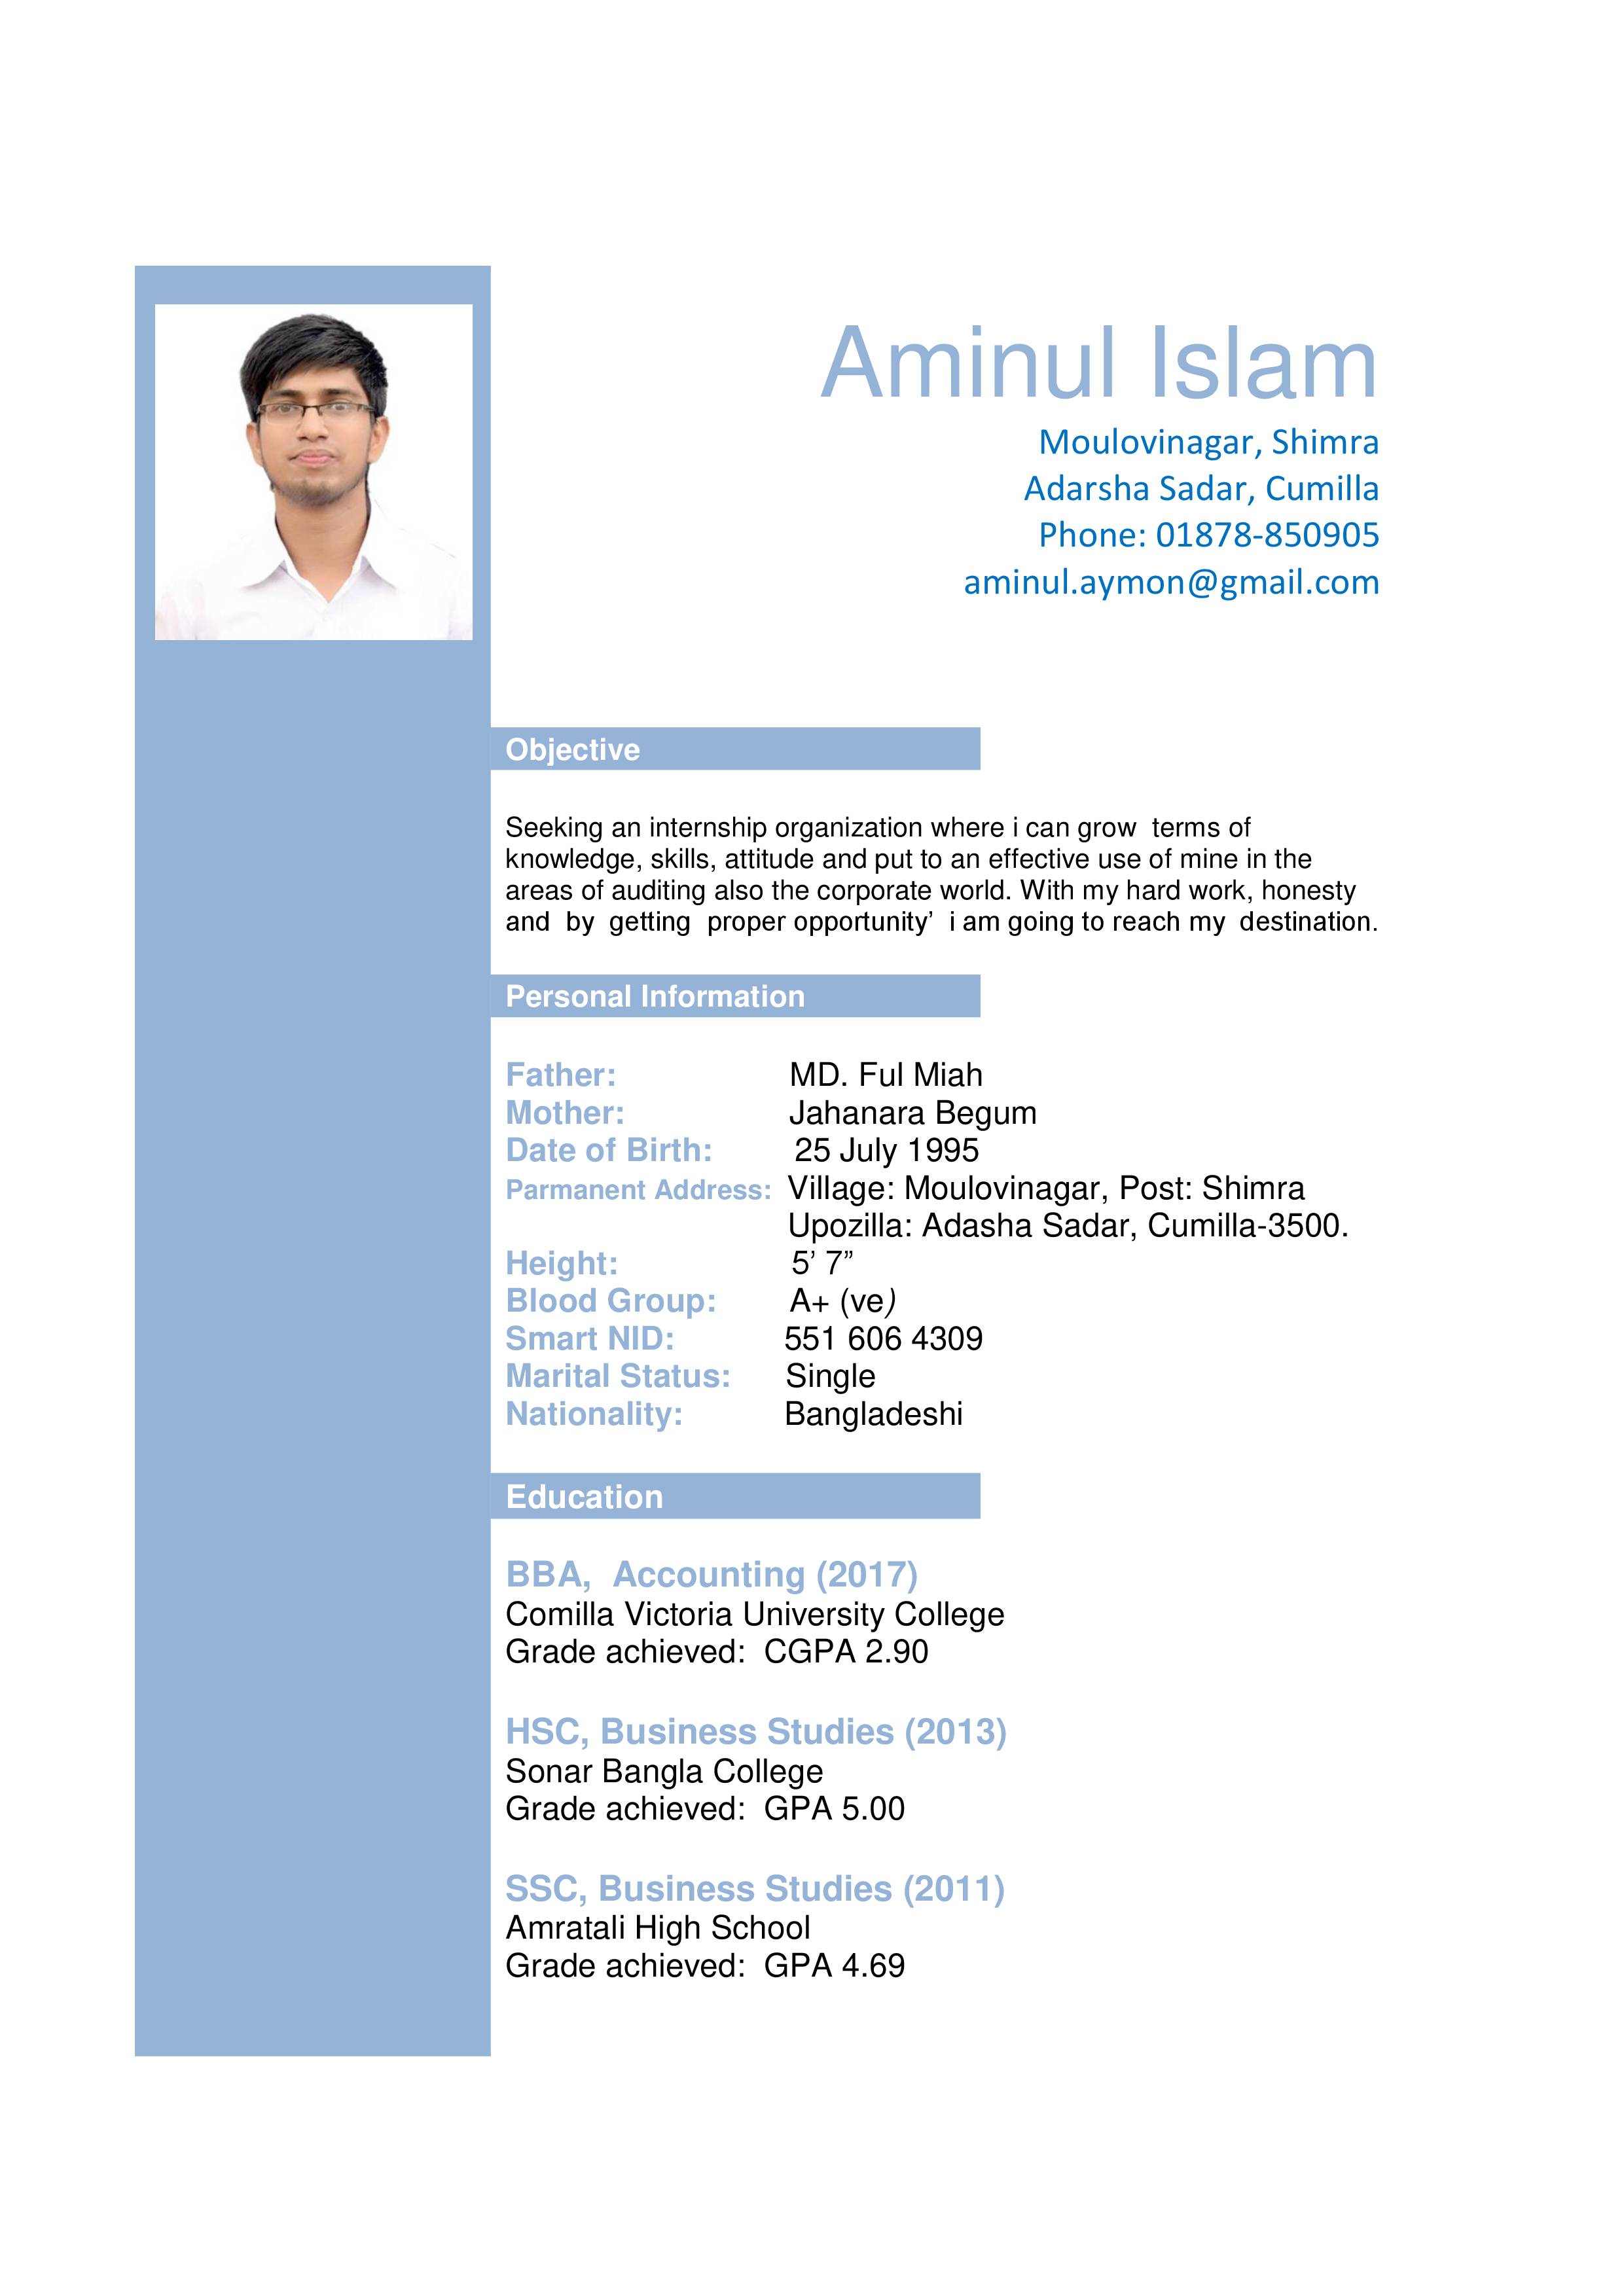 Aminul Islam
Moulovinagar, Shimra
Adarsha Sadar, Cumilla
Phone: 01878-850905
aminul.aymon@gmail.com
Objective
Seeking an internship organization where i can grow  terms of
knowledge, skills, attitude and put to an effective use of mine in the
areas of auditing also the corporate world. With my hard work, honesty
and  by  getting  proper opportunity’  i am going to reach my  destination.
Personal Information
Father: MD. Ful Miah
Mother: Jahanara Begum
Date of Birth: 25 July 1995
Parmanent Address: Village: Moulovinagar, Post: Shimra
Upozilla: Adasha Sadar, Cumilla-3500.
Height: 5’ 7”
Blood Group: A+ (ve)
Smart NID: 551 606 4309
Marital Status: Single
Nationality: Bangladeshi
Education
BBA,  Accounting (2017)
Comilla Victoria University College
Grade achieved:  CGPA 2.90
HSC, Business Studies (2013)
Sonar Bangla College
Grade achieved:  GPA 5.00
SSC, Business Studies (2011)
Amratali High School
Grade achieved:  GPA 4.69